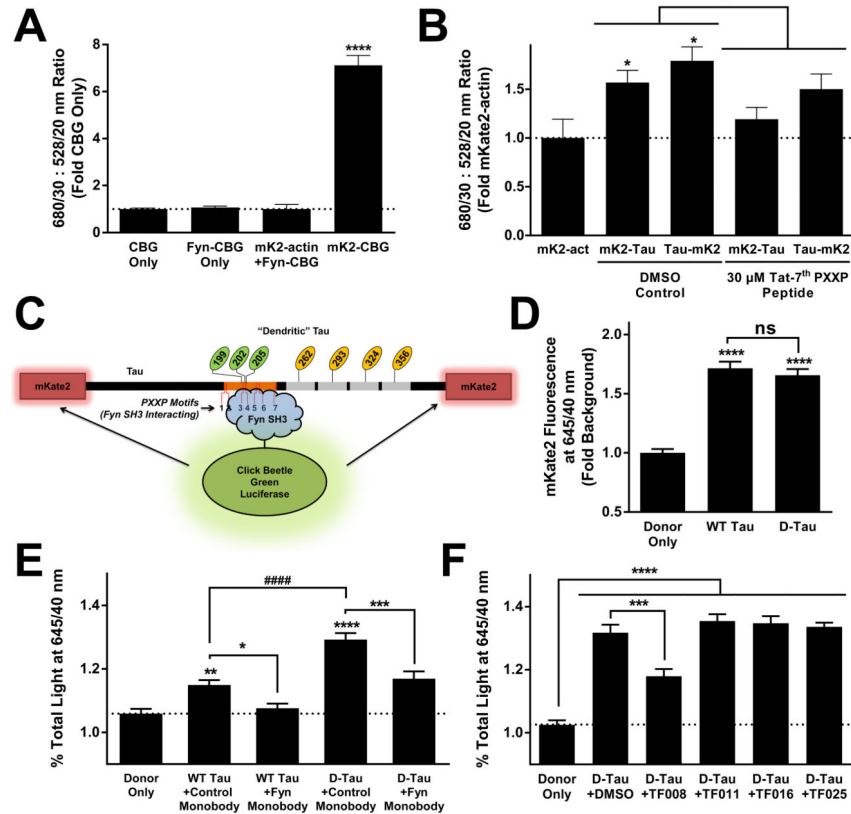 A
680/30 : 528/20 nm Ratio
(Fold CBG Only)
8
6
4
2
0
****
CBG
Only
Fyn-CBG
Only
mK2-actin
+Fyn-CBG
mK2-CBG
B
680/30 : 528/20 nm Ratio
(Fold mKate2-actin)
1.5
1.0
0.5
0.0
*
*
mK2-act
mK2-Tau
Tau-mK2
mK2-Tau
Tau-mK2
DMSO
Control
30 µM Tat-7th PXXP
Peptide
C
"Dendritic" Tau
199
202
205
262
293
324
356
mKate2
Tau
mKate2
PXXP Motifs
(Fyn SH3 Interacting)
1 2 3 4 5 6 7
Fyn SH3
Click Beetle
Green
Luciferase
D
mKate2 Fluorescence
at 645/40 nm
(Fold Background)
2.0
1.5
1.0
0.5
ns
****
****
Donor
Only
WT Tau
D-Tau
E
% Total Light at 645/40 nm
1.4
1.2
1.0
####
***
*
**
****
Donor
Only
WT Tau
+Control
Monobody
WT Tau
+Fyn
Monobody
D-Tau
+Control
Monobody
D-Tau
+Fyn
Monobody
F
% Total Light at 645/40 nm
1.4
1.2
1.0
****
***
Donor
Only
D-Tau
+DMSO
D-Tau
+TF008
D-Tau
+TF011
D-Tau
+TF016
D-Tau
+TF025